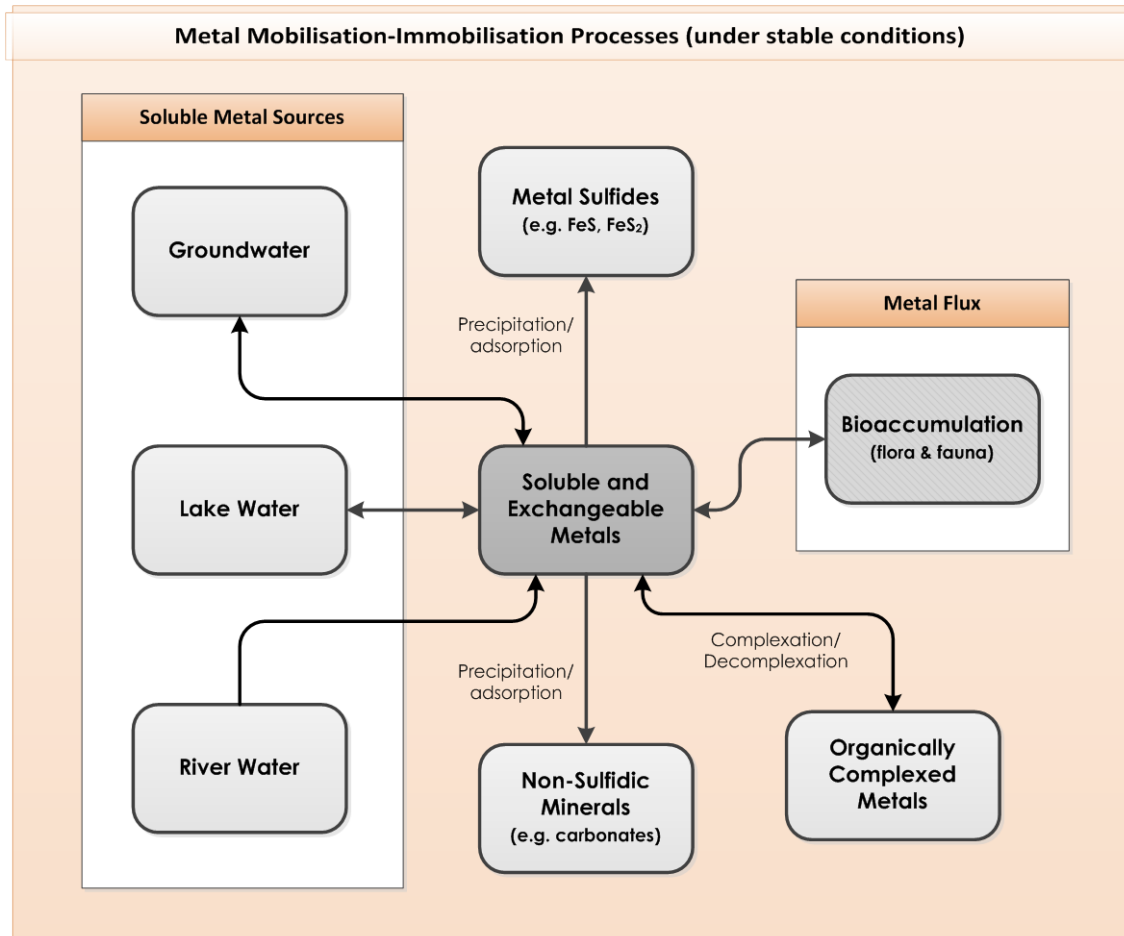 Metal Mobilisation-Immobilisation Processes (under stable conditions)
Soluble Metal Sources
Groundwater
Lake Water
River Water
Metal Sulfides
(e.g. FeS, FeS₂)
Precipitation/
adsorption
Soluble and
Exchangeable
Metals
Precipitation/
adsorption
Non-Sulfidic
Minerals
(e.g. carbonates)
Metal Flux
Bioaccumulation
(flora & fauna)
Complexation/
Decomplexation
Organically
Complexed
Metals